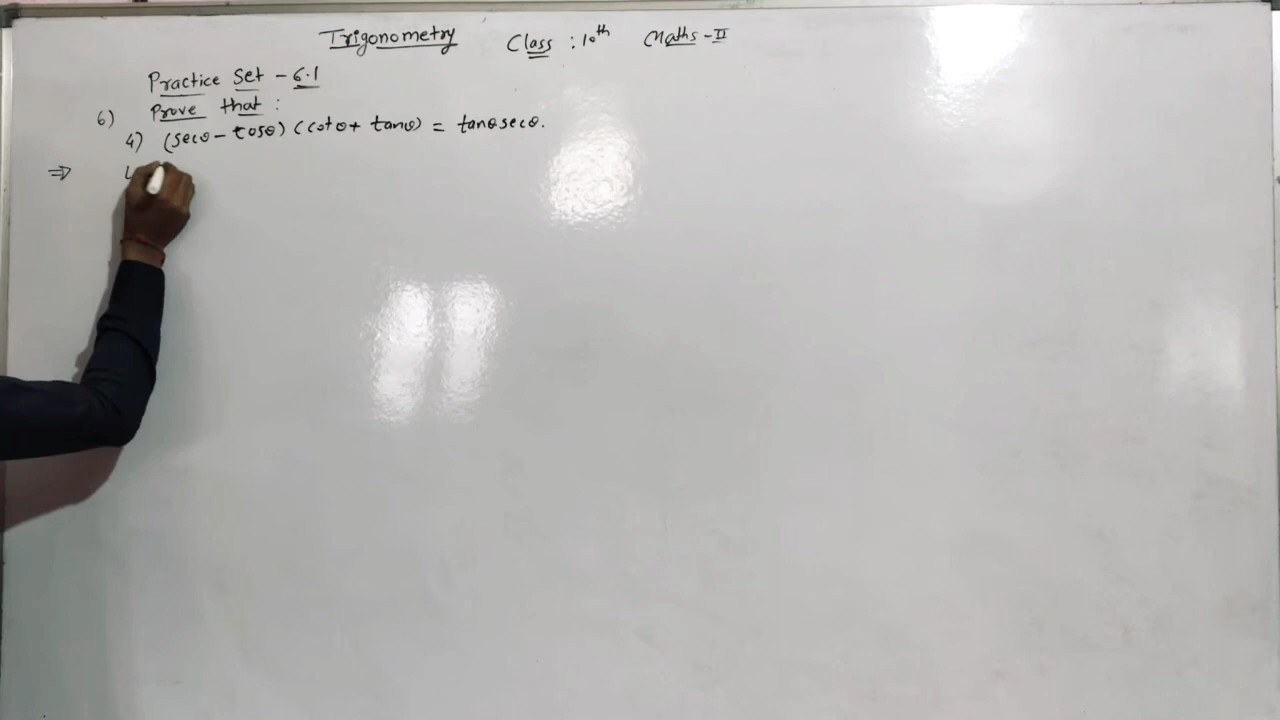 Trigonometry Class : 10th Maths - II
Practice Set - 6.1
6) Prove that :
4) (secθ - cosθ) (cotθ + tanθ) = tanθ secθ.
⇒ L